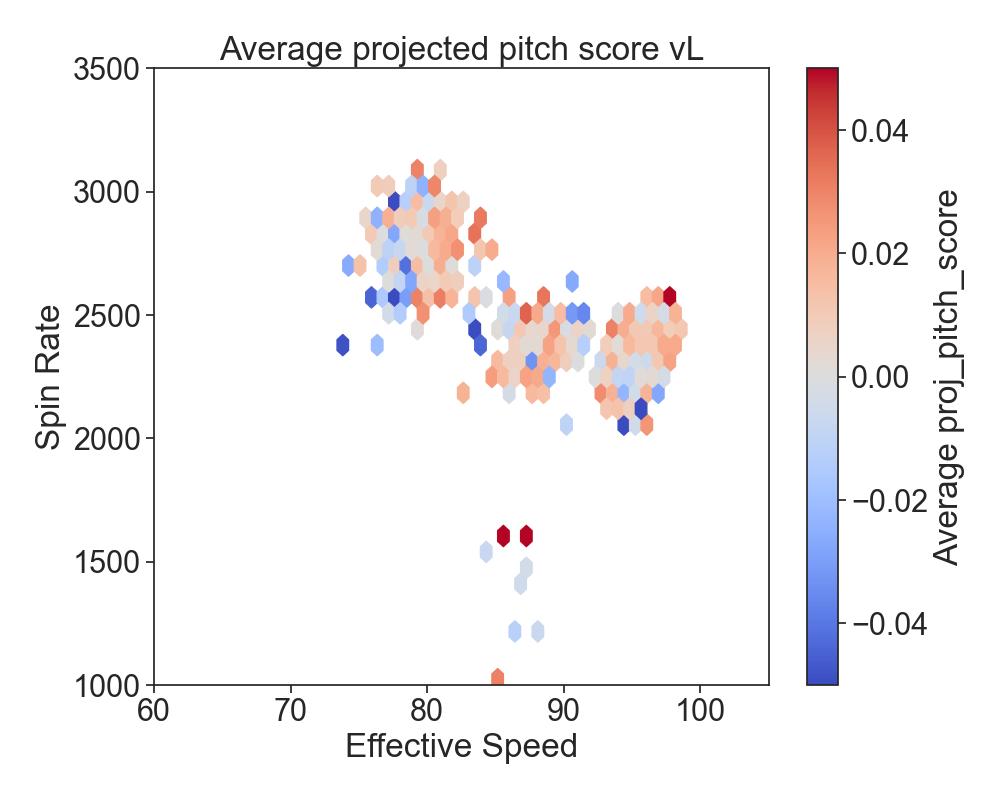 Average projected pitch score vL
3500
3000
2500
2000
1500
1000
Spin Rate
60 70 80 90 100
Effective Speed
0.04
0.02
0.00
−0.02
−0.04
Average proj_pitch_score